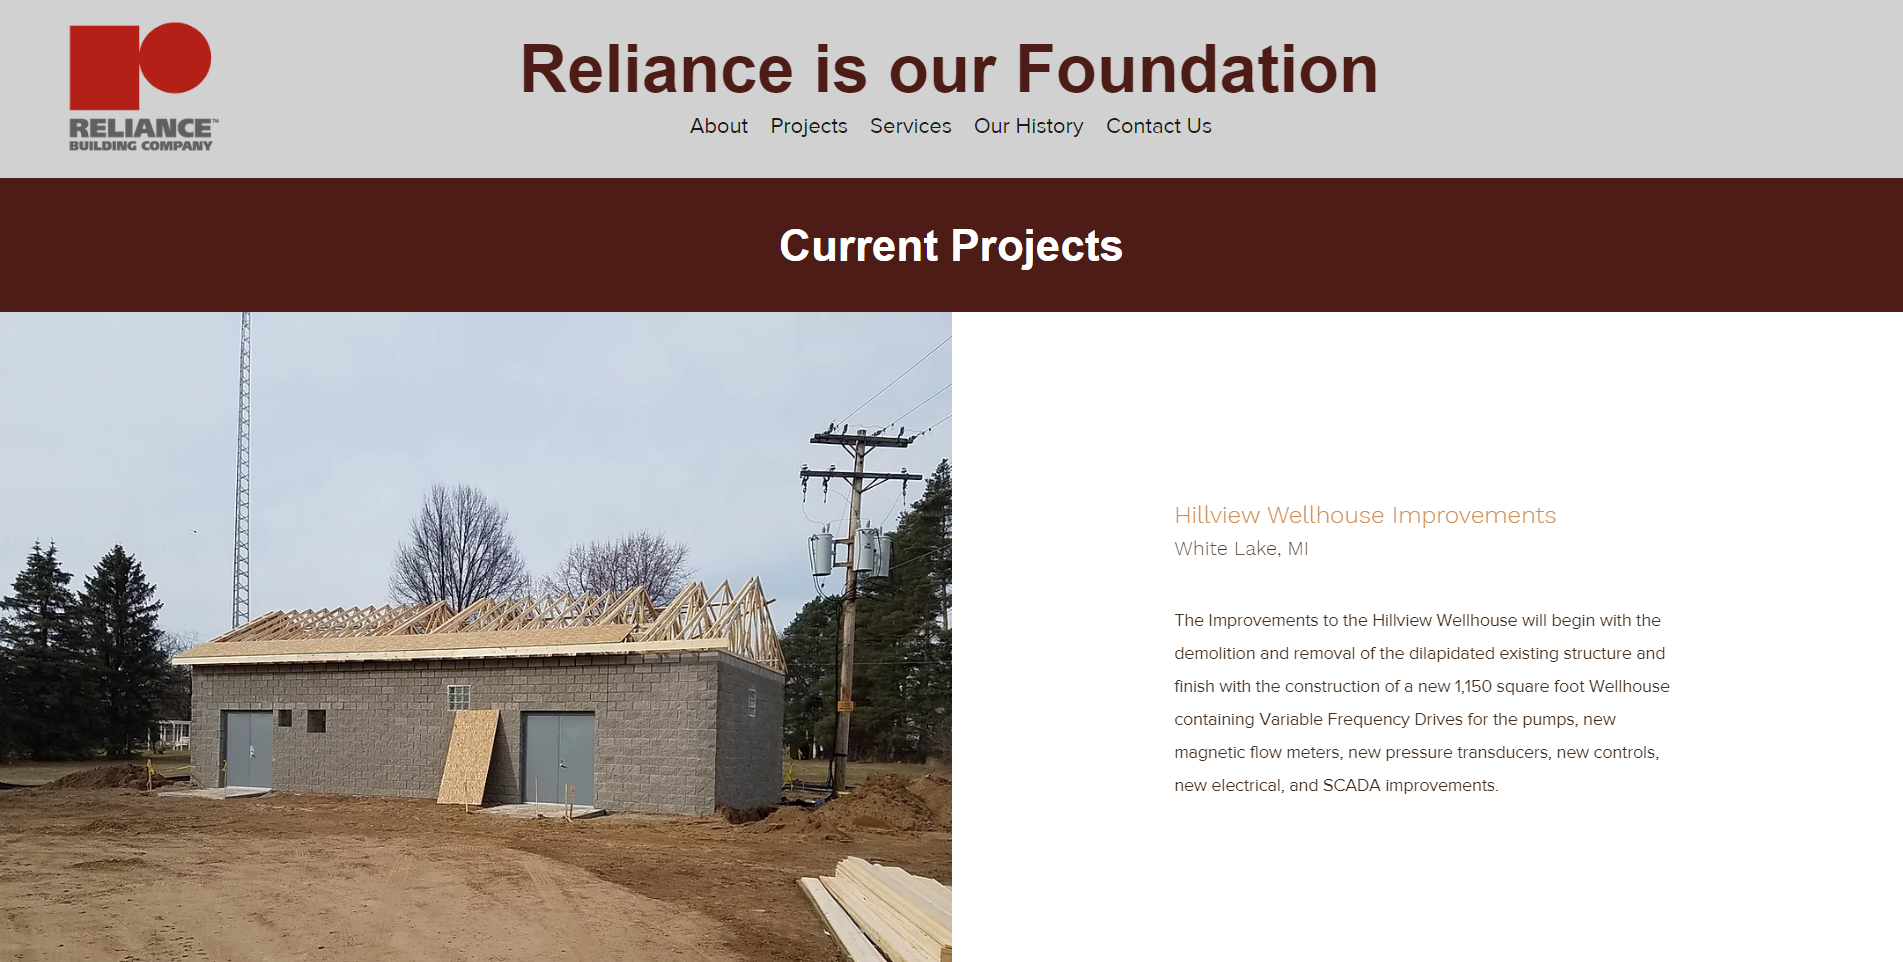 RELIANCE™
BUILDING COMPANY
Reliance is our Foundation
About Projects Services Our History Contact Us
Current Projects
Hillview Wellhouse Improvements
White Lake, MI
The Improvements to the Hillview Wellhouse will begin with the
demolition and removal of the dilapidated existing structure and
finish with the construction of a new 1,150 square foot Wellhouse
containing Variable Frequency Drives for the pumps, new
magnetic flow meters, new pressure transducers, new controls,
new electrical, and SCADA improvements.